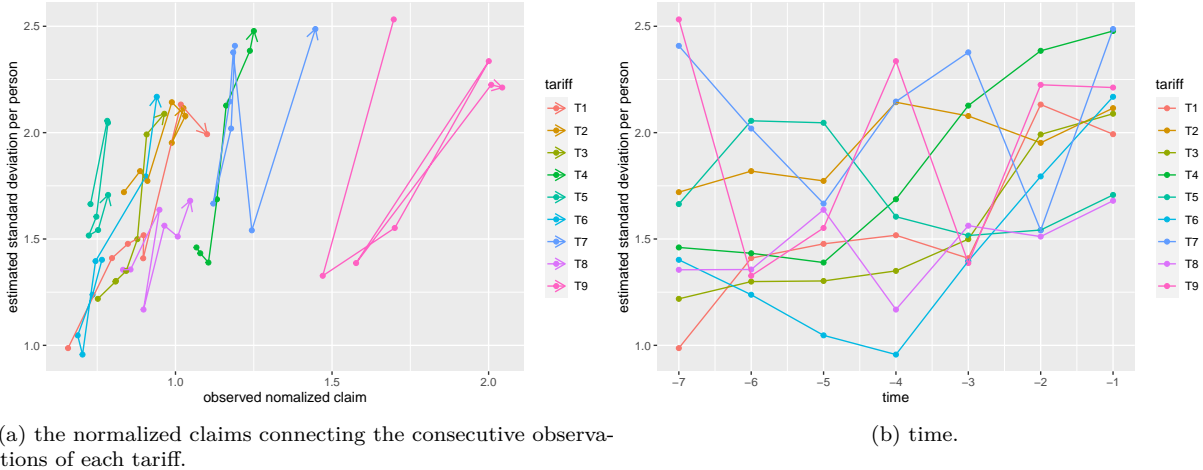 estimated standard deviation per person
2.5
2.0
1.5
1.0
1.0 1.5 2.0
observed nomalized claim
tariff
T1
T2
T3
T4
T5
T6
T7
T8
T9
estimated standard deviation per person
2.5
2.0
1.5
1.0
−7 −6 −5 −4 −3 −2 −1
time
tariff
T1
T2
T3
T4
T5
T6
T7
T8
T9
(a) the normalized claims connecting the consecutive observa-
tions of each tariff.
(b) time.